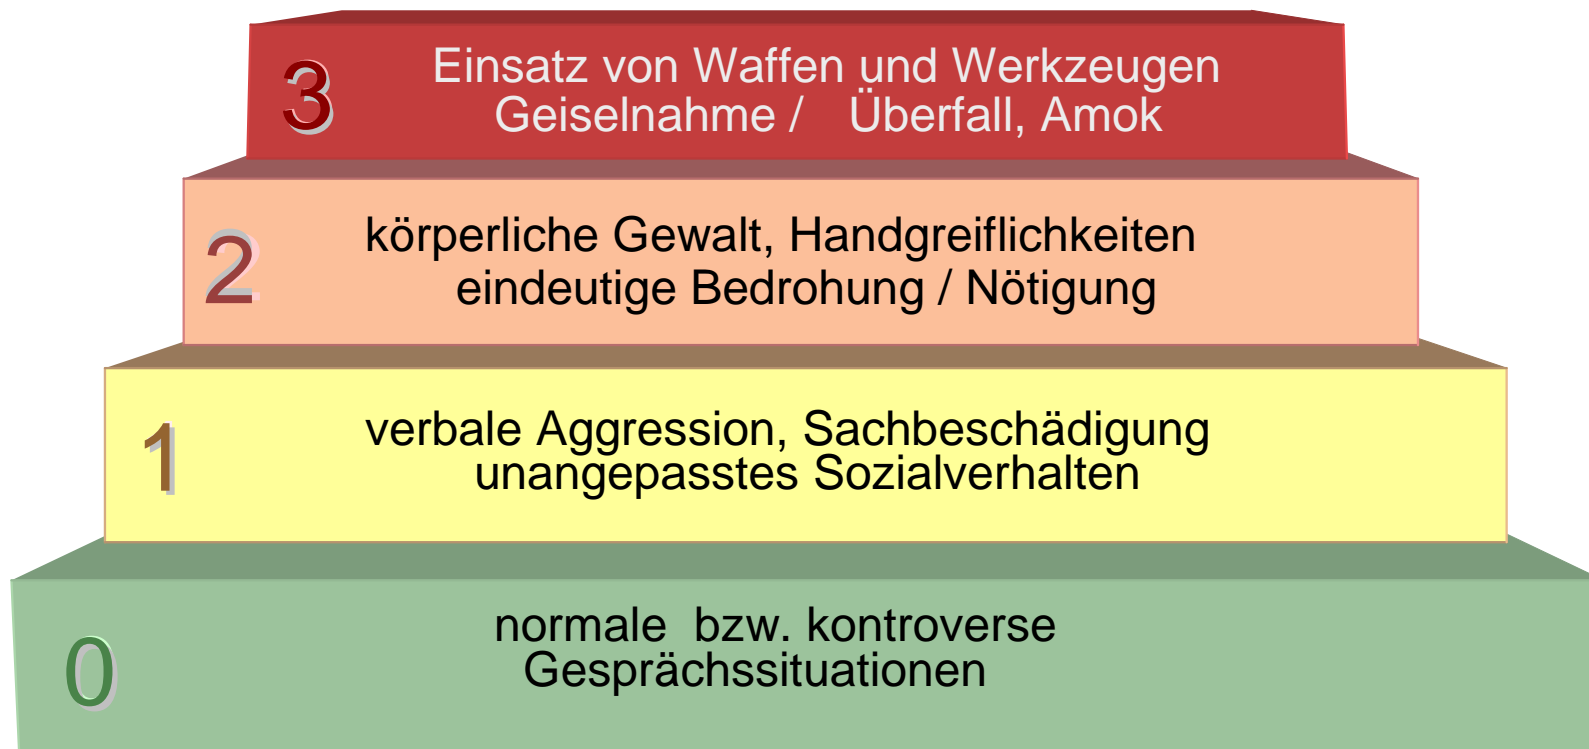 3
Einsatz von Waffen und Werkzeugen
Geiselnahme / Überfall, Amok
2
körperliche Gewalt, Handgreiflichkeiten
eindeutige Bedrohung / Nötigung
1
verbale Aggression, Sachbeschädigung
unangepasstes Sozialverhalten
0
normale bzw. kontroverse
Gesprächssituationen